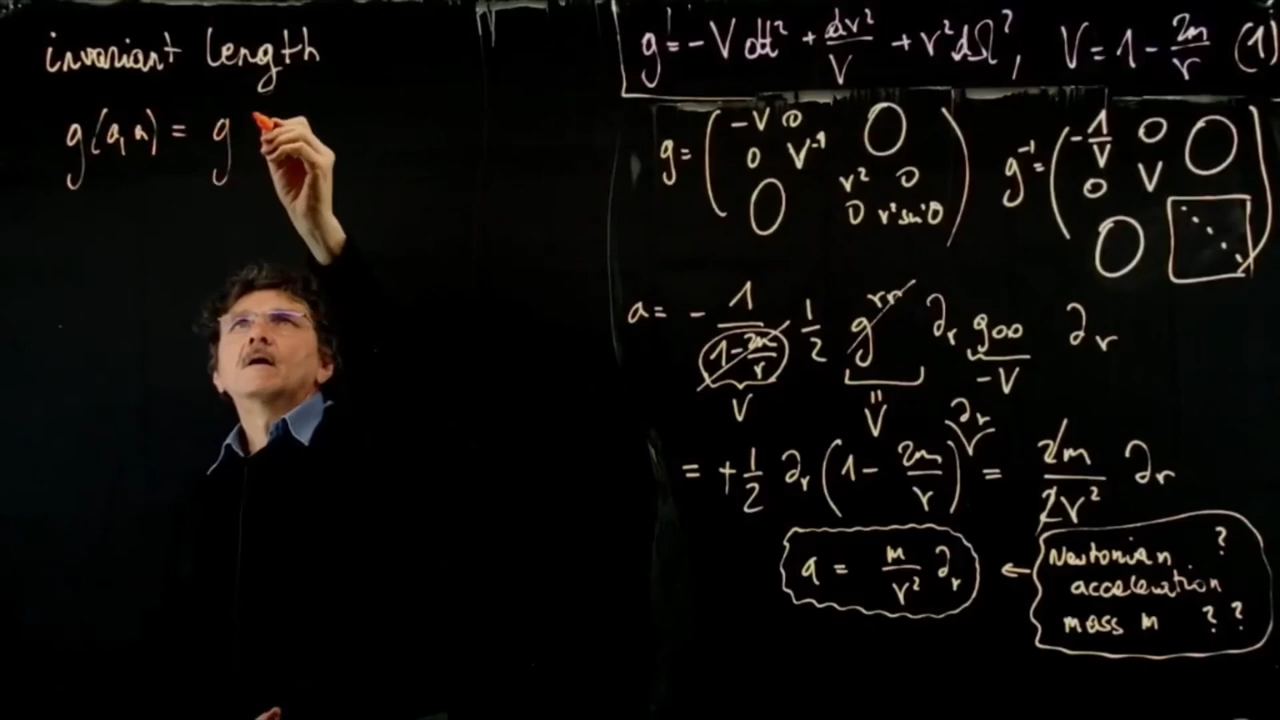 invariant length
g(a,a) = g
g = -V dt² + dr²/V + r²dΩ², V = 1 - 2m/r (1)
g = ( -V 0 0 0 V⁻¹ r² 0 0 0 r² sin²θ )
g⁻¹ = ( -1/V 0 0 0 V 0 )
a = - 1/(1-2m/r) 1/2 g^rr ∂r g00 ∂r
V = V -V
= + 1/2 ∂r (1 - 2m/r) ∂r = 2m/2r² ∂r
V
a = m/r² ∂r ← Newtonian ?
acceleration
mass m ? ?